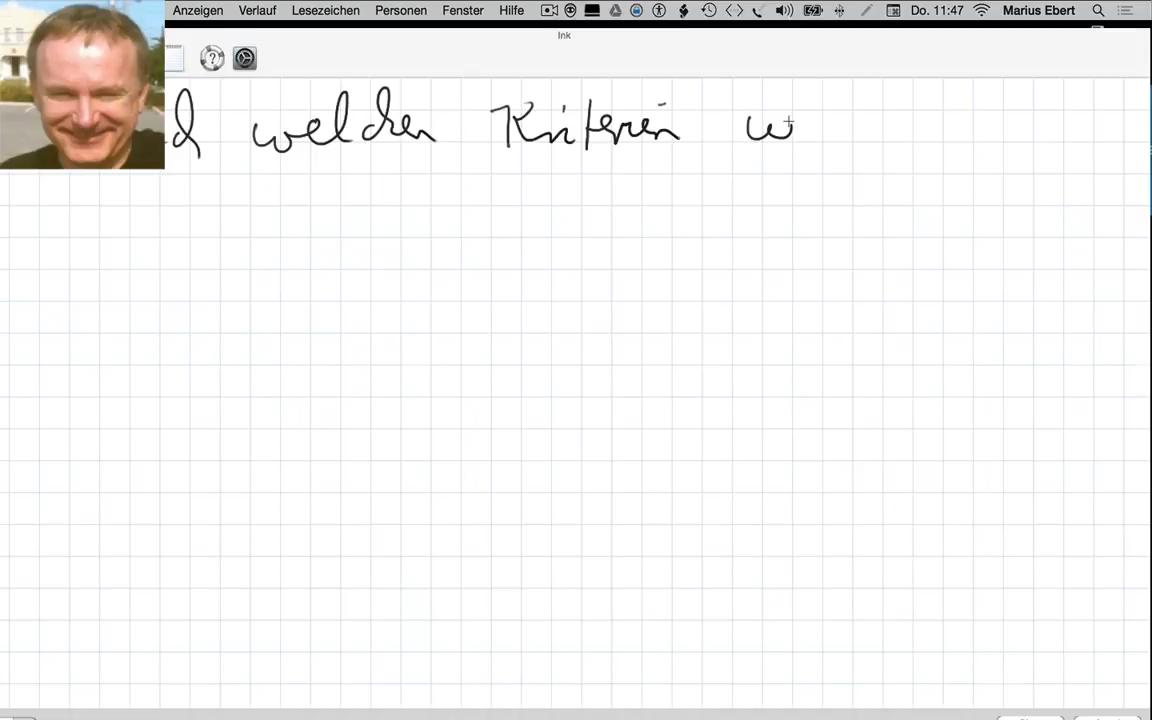 Anzeigen Verlauf Lesezeichen Personen Fenster Hilfe Do. 11:47 Marius Ebert
Ink
welchen Kriterien w